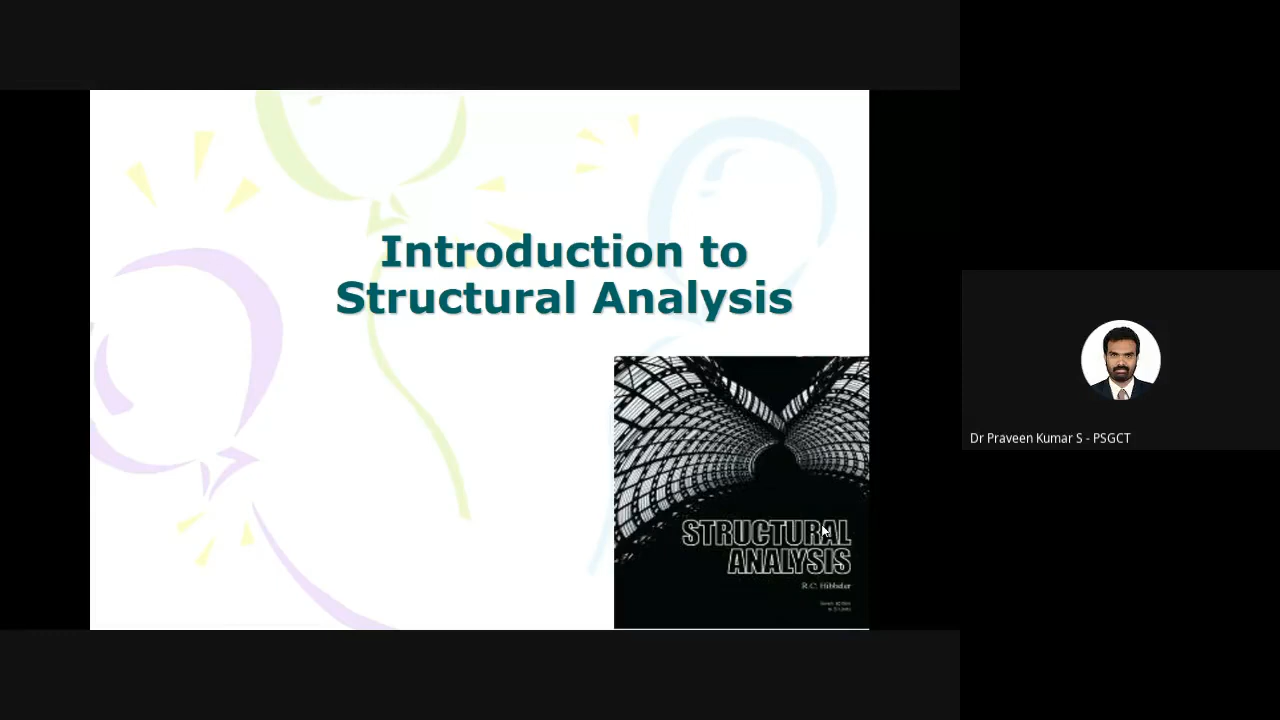 Introduction to
Structural Analysis
STRUCTURAL
ANALYSIS
R.C. Hibbeler
Dr Praveen Kumar S - PSGCT